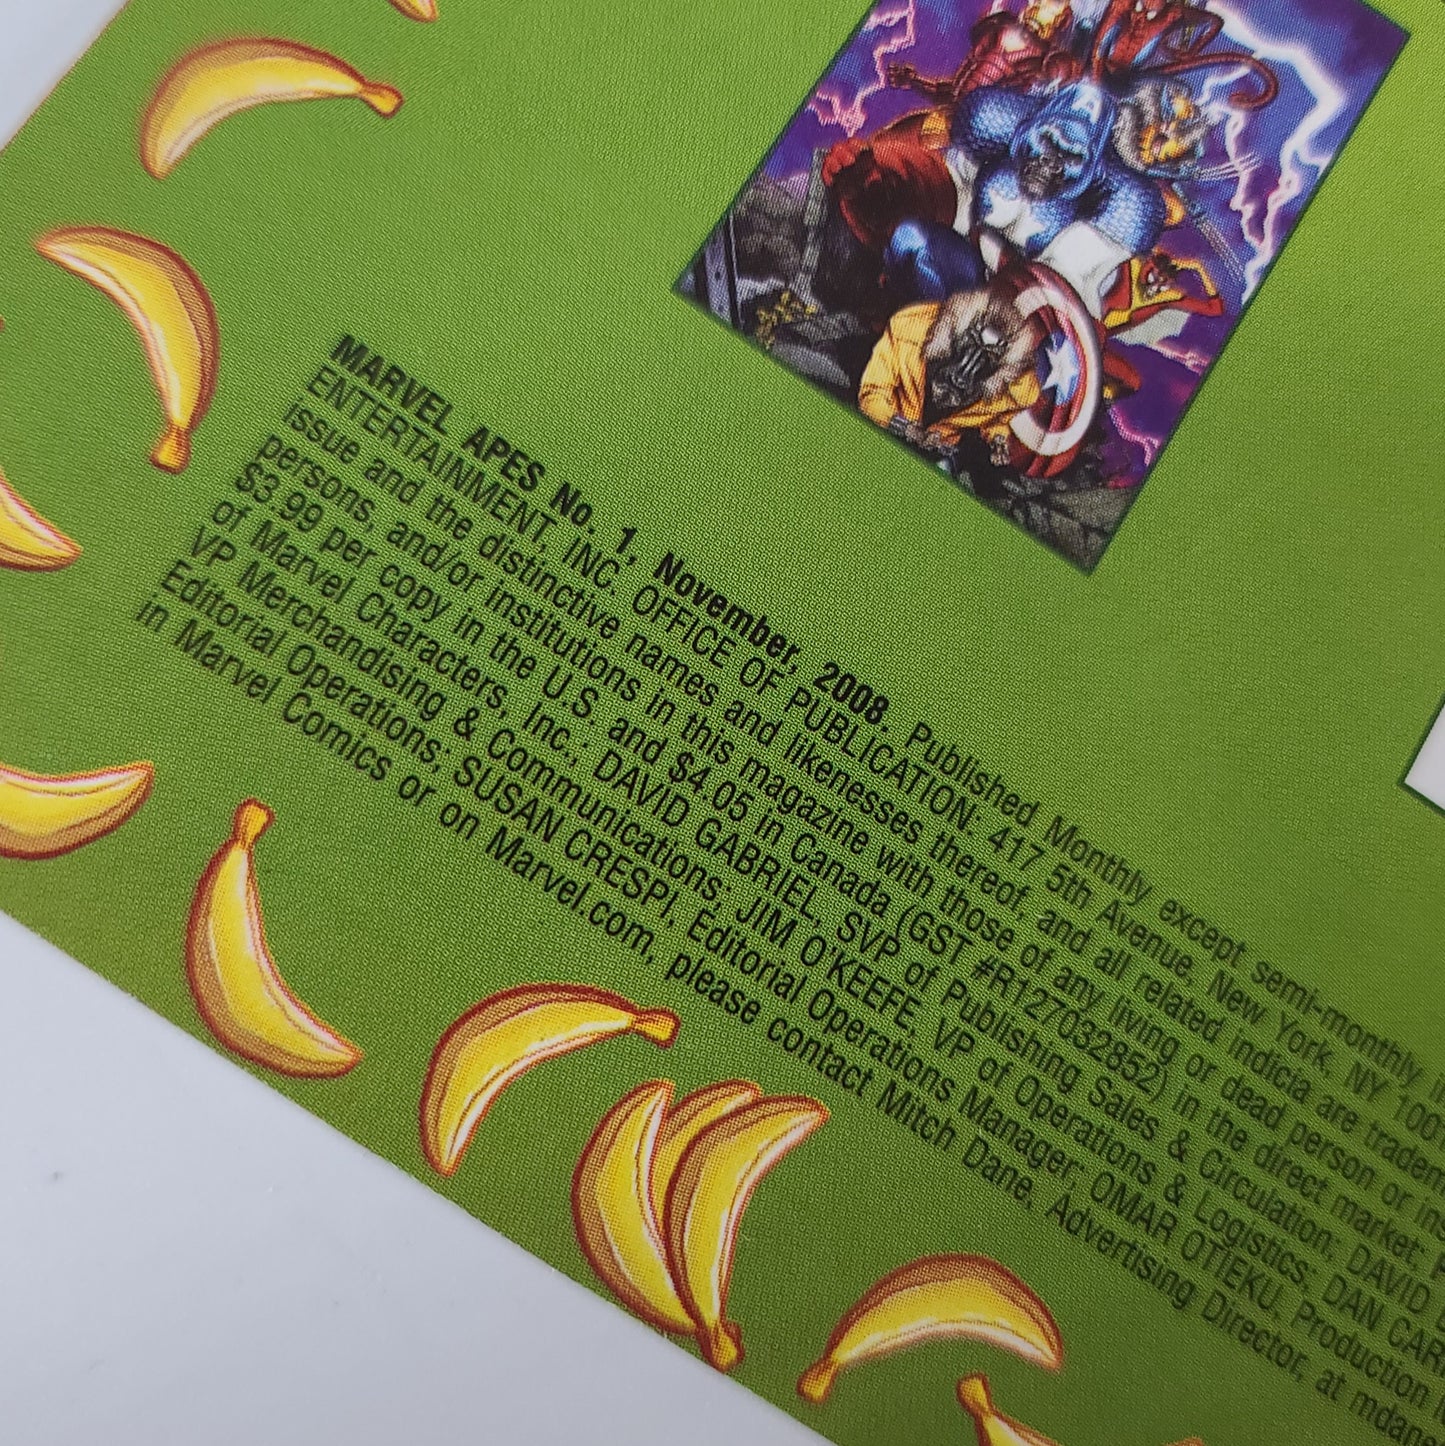 MARVEL APES No. 1, November, 2008. Published Monthly except semi-monthly
ENTERTAINMENT, INC. OFFICE OF PUBLICATION: 417 5th Avenue, New York, NY
issue and the distinctive names and likenesses thereof, and all related indicia are
persons, and/or institutions in this magazine with those of any living or dead person or
$3.99 per copy in the U.S. and $4.05 in Canada (GST #R127032852) in the direct market;
of Marvel Characters, Inc.; DAVID GABRIEL, SVP of Publishing Sales & Circulation; DAVID
VP Merchandising & Communications; JIM O'KEEFE, VP of Operations & Logistics; DAN
Editorial Operations; SUSAN CRESPI, Editorial Operations Manager; OMAR OTIEKU, Production
in Marvel Comics or on Marvel.com, please contact Mitch Dane, Advertising Director, at